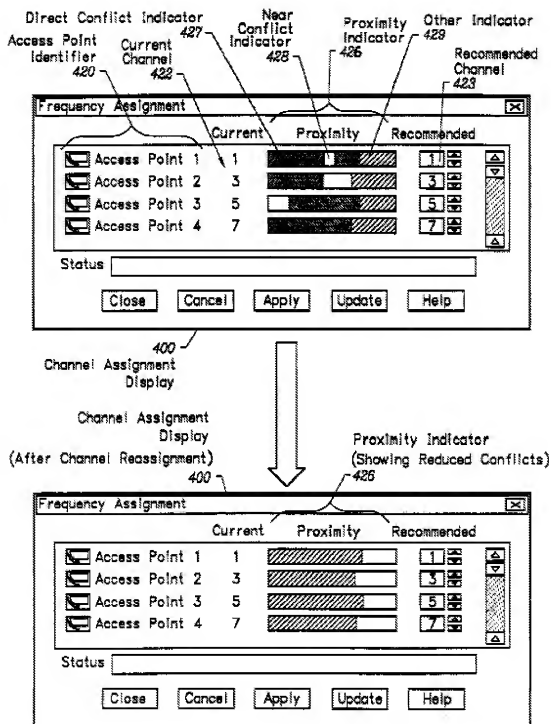 Direct Conflict Indicator
427
Near
Conflict
Indicator
428
Proximity
Indicator
426
Other Indicator
429
Access Point
Identifier
420
Current
Channel
422
Recommended
Channel
423
Frequency Assignment
Current Proximity Recommended
Access Point 1 1 1
Access Point 2 3 3
Access Point 3 5 5
Access Point 4 7 7
Status
Close Cancel Apply Update Help
400
Channel Assignment
Display
Channel Assignment
Display
(After Channel Reassignment)
400
Proximity Indicator
(Showing Reduced Conflicts)
426
Frequency Assignment
Current Proximity Recommended
Access Point 1 1 1
Access Point 2 3 3
Access Point 3 5 5
Access Point 4 7 7
Status
Close Cancel Apply Update Help